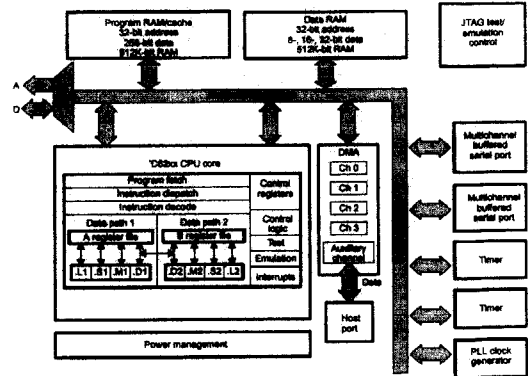 Program RAM/cache
32-bit address
256-bit data
512K-bit RAM
Data RAM
32-bit address
8-, 16-, 32-bit data
512K-bit RAM
JTAG test/
emulation
control
A
D
'C62xx CPU core
Program fetch
Instruction dispatch
Instruction decode
Control
registers
Data path 1
A register file
Data path 2
B register file
Control
logic
Test
Emulation
Interrupts
.L1
.S1
.M1
.D1
.D2
.M2
.S2
.L2
DMA
Ch 0
Ch 1
Ch 2
Ch 3
Auxiliary
channel
Data
Host
port
Power management
Multichannel
buffered
serial port
Multichannel
buffered
serial port
Timer
Timer
PLL clock
generator